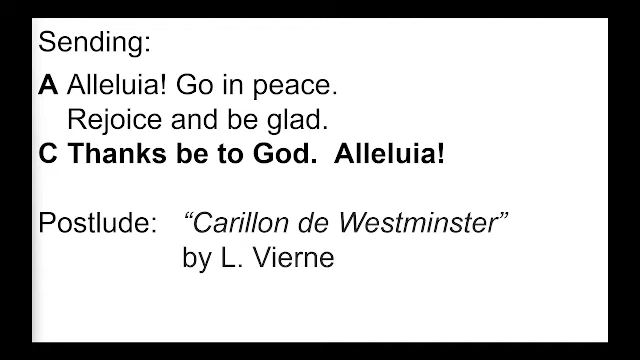 Sending:
A Alleluia! Go in peace.
Rejoice and be glad.
C Thanks be to God. Alleluia!
Postlude: “Carillon de Westminster”
by L. Vierne